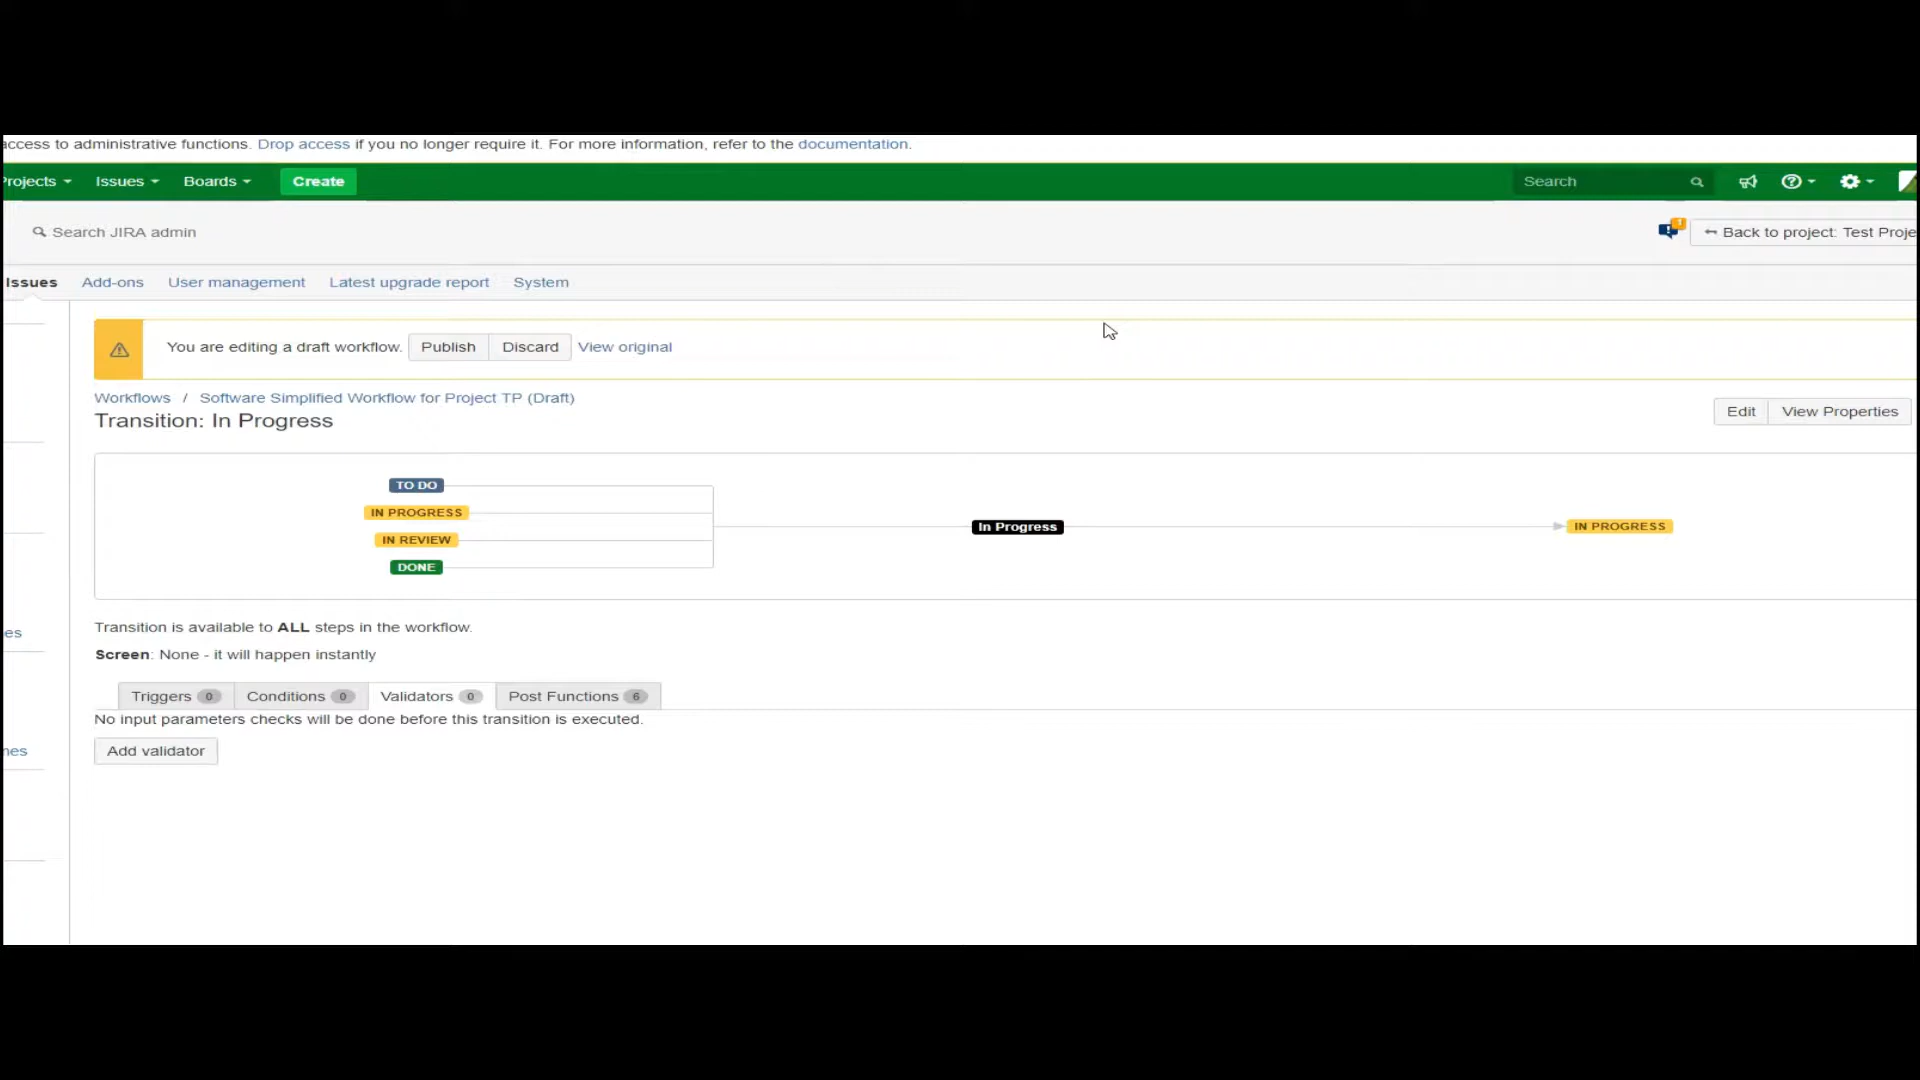 access to administrative functions. Drop access if you no longer require it. For more information, refer to the documentation.
Projects Issues Boards Create Search
Search JIRA admin Back to project: Test Proje
Issues Add-ons User management Latest upgrade report System
You are editing a draft workflow. Publish Discard View original
Workflows / Software Simplified Workflow for Project TP (Draft)
Transition: In Progress
Edit View Properties
TO DO
IN PROGRESS
IN REVIEW
DONE
In Progress
IN PROGRESS
Transition is available to ALL steps in the workflow.
es
Screen: None - it will happen instantly
Triggers 0 Conditions 0 Validators 0 Post Functions 6
No input parameters checks will be done before this transition is executed.
mes
Add validator